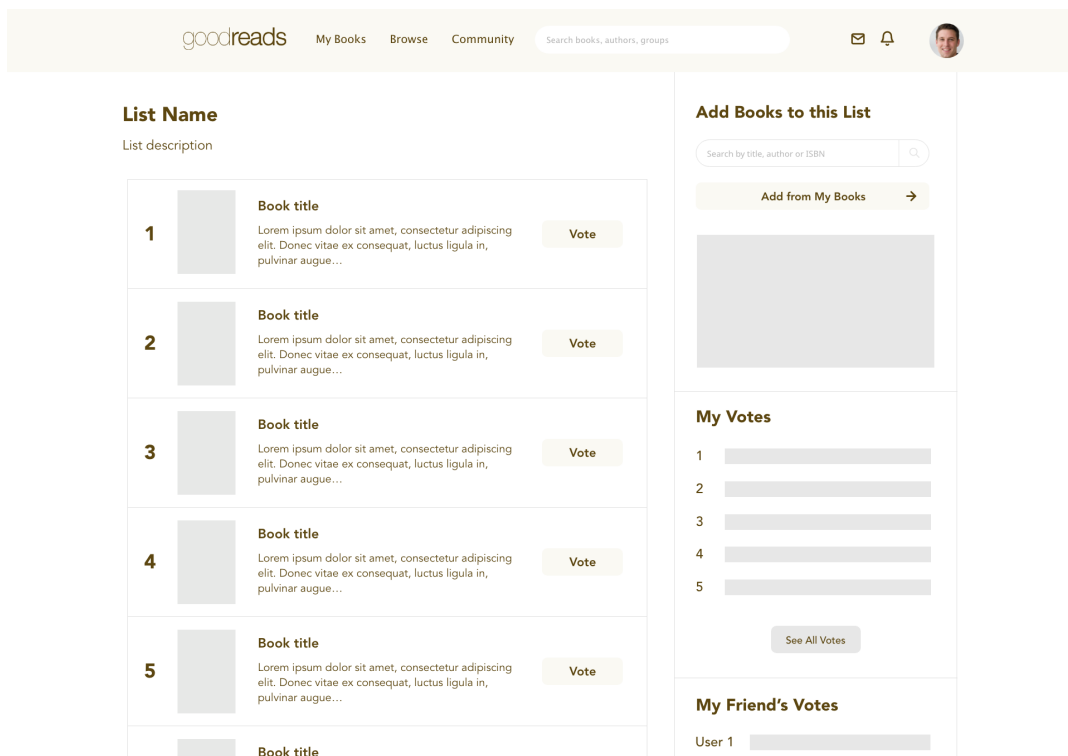 goodreads
My Books
Browse
Community
Search books, authors, groups
List Name
List description
1
Book title
Lorem ipsum dolor sit amet, consectetur adipiscing
elit. Donec vitae ex consequat, luctus ligula in,
pulvinar augue…
Vote
2
Book title
Lorem ipsum dolor sit amet, consectetur adipiscing
elit. Donec vitae ex consequat, luctus ligula in,
pulvinar augue…
Vote
3
Book title
Lorem ipsum dolor sit amet, consectetur adipiscing
elit. Donec vitae ex consequat, luctus ligula in,
pulvinar augue…
Vote
4
Book title
Lorem ipsum dolor sit amet, consectetur adipiscing
elit. Donec vitae ex consequat, luctus ligula in,
pulvinar augue…
Vote
5
Book title
Lorem ipsum dolor sit amet, consectetur adipiscing
elit. Donec vitae ex consequat, luctus ligula in,
pulvinar augue…
Vote
Book title
Add Books to this List
Search by title, author or ISBN
Add from My Books
My Votes
1
2
3
4
5
See All Votes
My Friend’s Votes
User 1